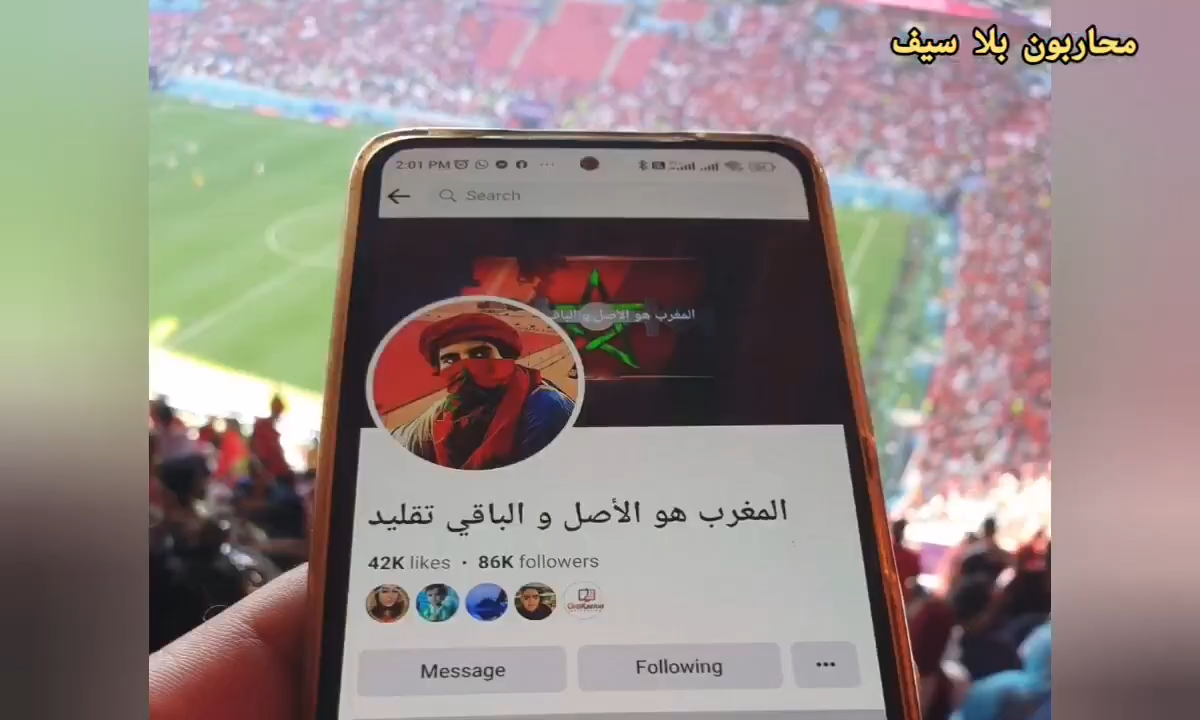 محاربون بلا سيف
2:01 PM
Search
المغرب هو الأصل و الباقي
المغرب هو الأصل و الباقي تقليد
42K likes · 86K followers
Message
Following